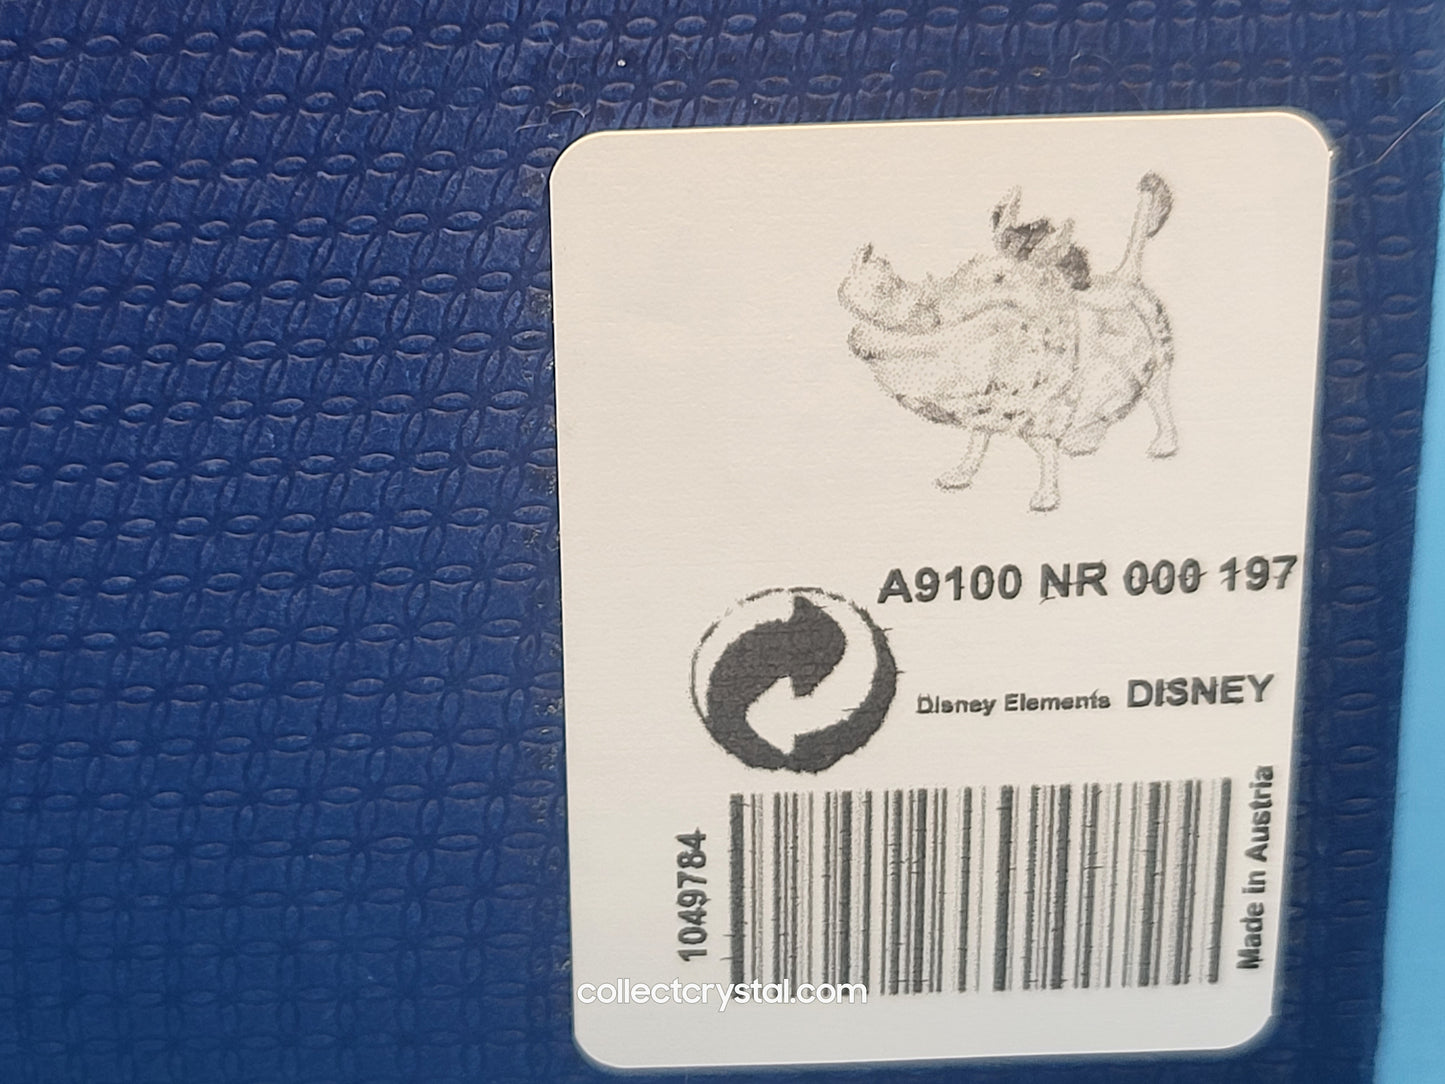 A9100 NR 000 197
Disney Elements DISNEY
1049784
Made in Austria
collectcrystal.com